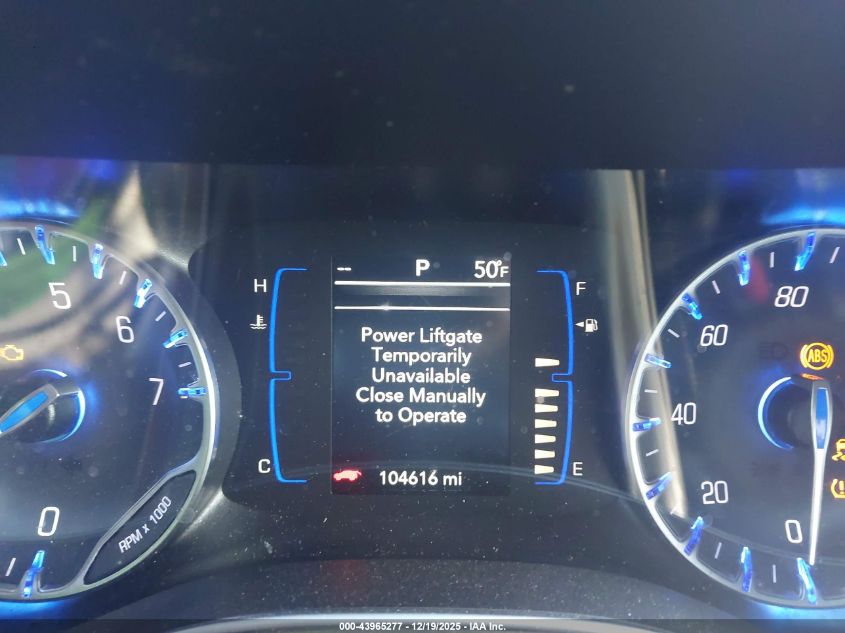 -- P 50°F
H
F
5
6
7
0
RPM x 1000
C
E
Power Liftgate
Temporarily
Unavailable
Close Manually
to Operate
104616 mi
80
60
40
20
0
ABS
000-43965277 - 12/19/2025 - IAA Inc.